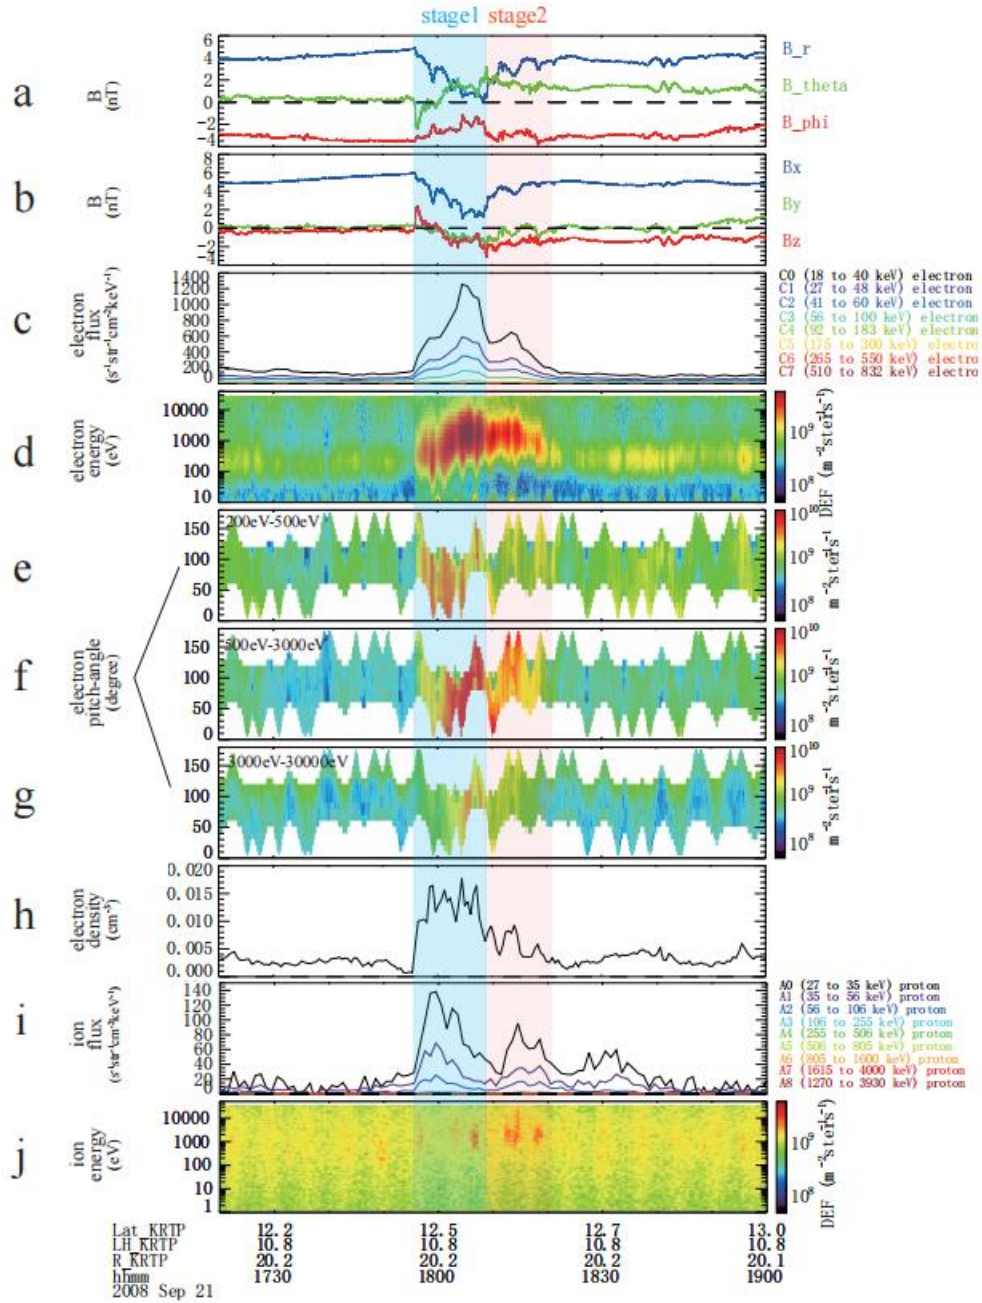 stage1 stage2
a
B
(nT)
6
4
2
0
-2
-4
B_r
B_theta
B_phi
b
B
(nT)
8
6
4
2
0
-2
-4
Bx
By
Bz
c
electron
flux
(s⁻¹str⁻¹cm⁻²keV⁻¹)
1400
1200
1000
800
600
400
200
0
C0 (18 to 40 keV) electron
C1 (27 to 48 keV) electron
C2 (41 to 60 keV) electron
C3 (56 to 100 keV) electron
C4 (92 to 183 keV) electron
C5 (175 to 300 keV) electro
C6 (265 to 550 keV) electro
C7 (510 to 832 keV) electro
d
electron
energy
(eV)
10000
1000
100
10
10⁹
10⁸
DEF (m⁻²sters⁻¹)
e
200eV-500eV
150
100
50
0
10¹⁰
10⁹
10⁸
m⁻²sters⁻¹
f
electron
pitch-angle
(degree)
500eV-3000eV
150
100
50
0
10¹⁰
10⁹
10⁸
m⁻²sters⁻¹
g
3000eV-30000eV
150
100
50
0
10¹⁰
10⁹
10⁸
m⁻²sters⁻¹
h
electron
density
(cm⁻³)
0.020
0.015
0.010
0.005
0.000
i
ion
flux
(s⁻¹str⁻¹cm⁻²keV⁻¹)
140
120
100
80
60
40
20
0
A0 (27 to 35 keV) proton
A1 (35 to 56 keV) proton
A2 (56 to 106 keV) proton
A3 (106 to 255 keV) proton
A4 (255 to 506 keV) proton
A5 (506 to 805 keV) proton
A6 (805 to 1600 keV) proton
A7 (1615 to 4000 keV) proton
A8 (1270 to 3930 keV) proton
j
ion
energy
(eV)
10000
1000
100
10
1
10⁹
10⁸
DEF (m⁻²sters⁻¹)
Lat_KRTP 12.2 12.5 12.7 13.0
LH_KRTP 10.8 10.8 10.8 10.8
R_KRTP 20.2 20.2 20.2 20.1
hhmm 1730 1800 1830 1900
2008 Sep 21